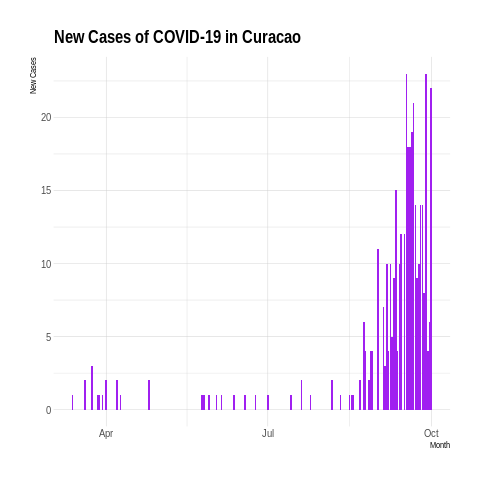 New Cases of COVID-19 in Curacao
New Cases
20
15
10
5
0
Apr
Jul
Oct
Month